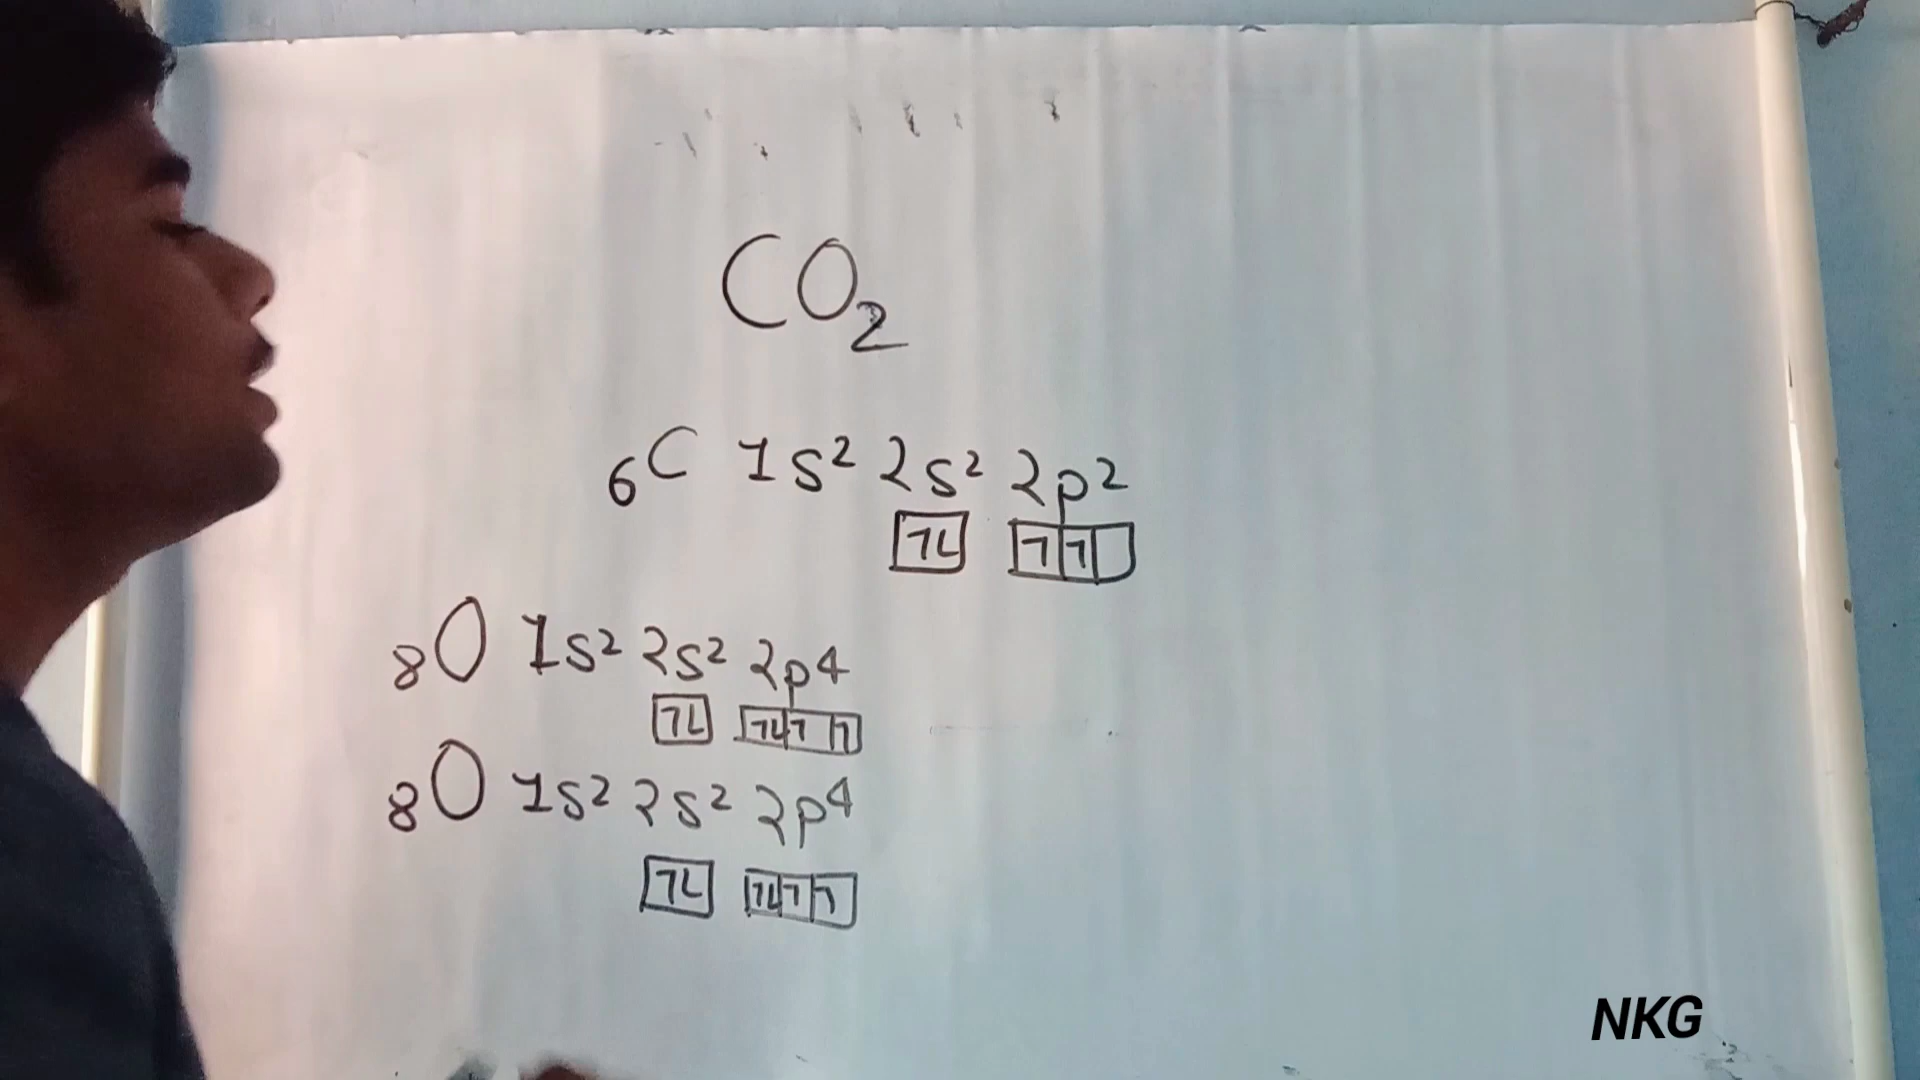 CO₂
₆C 1s² 2s² 2p²
↿⇂ ↿ ↿
₈O 1s² 2s² 2p⁴
↿⇂ ↿⇂ ↿ ↿
₈O 1s² 2s² 2p⁴
↿⇂ ↿⇂ ↿ ↿
NKG